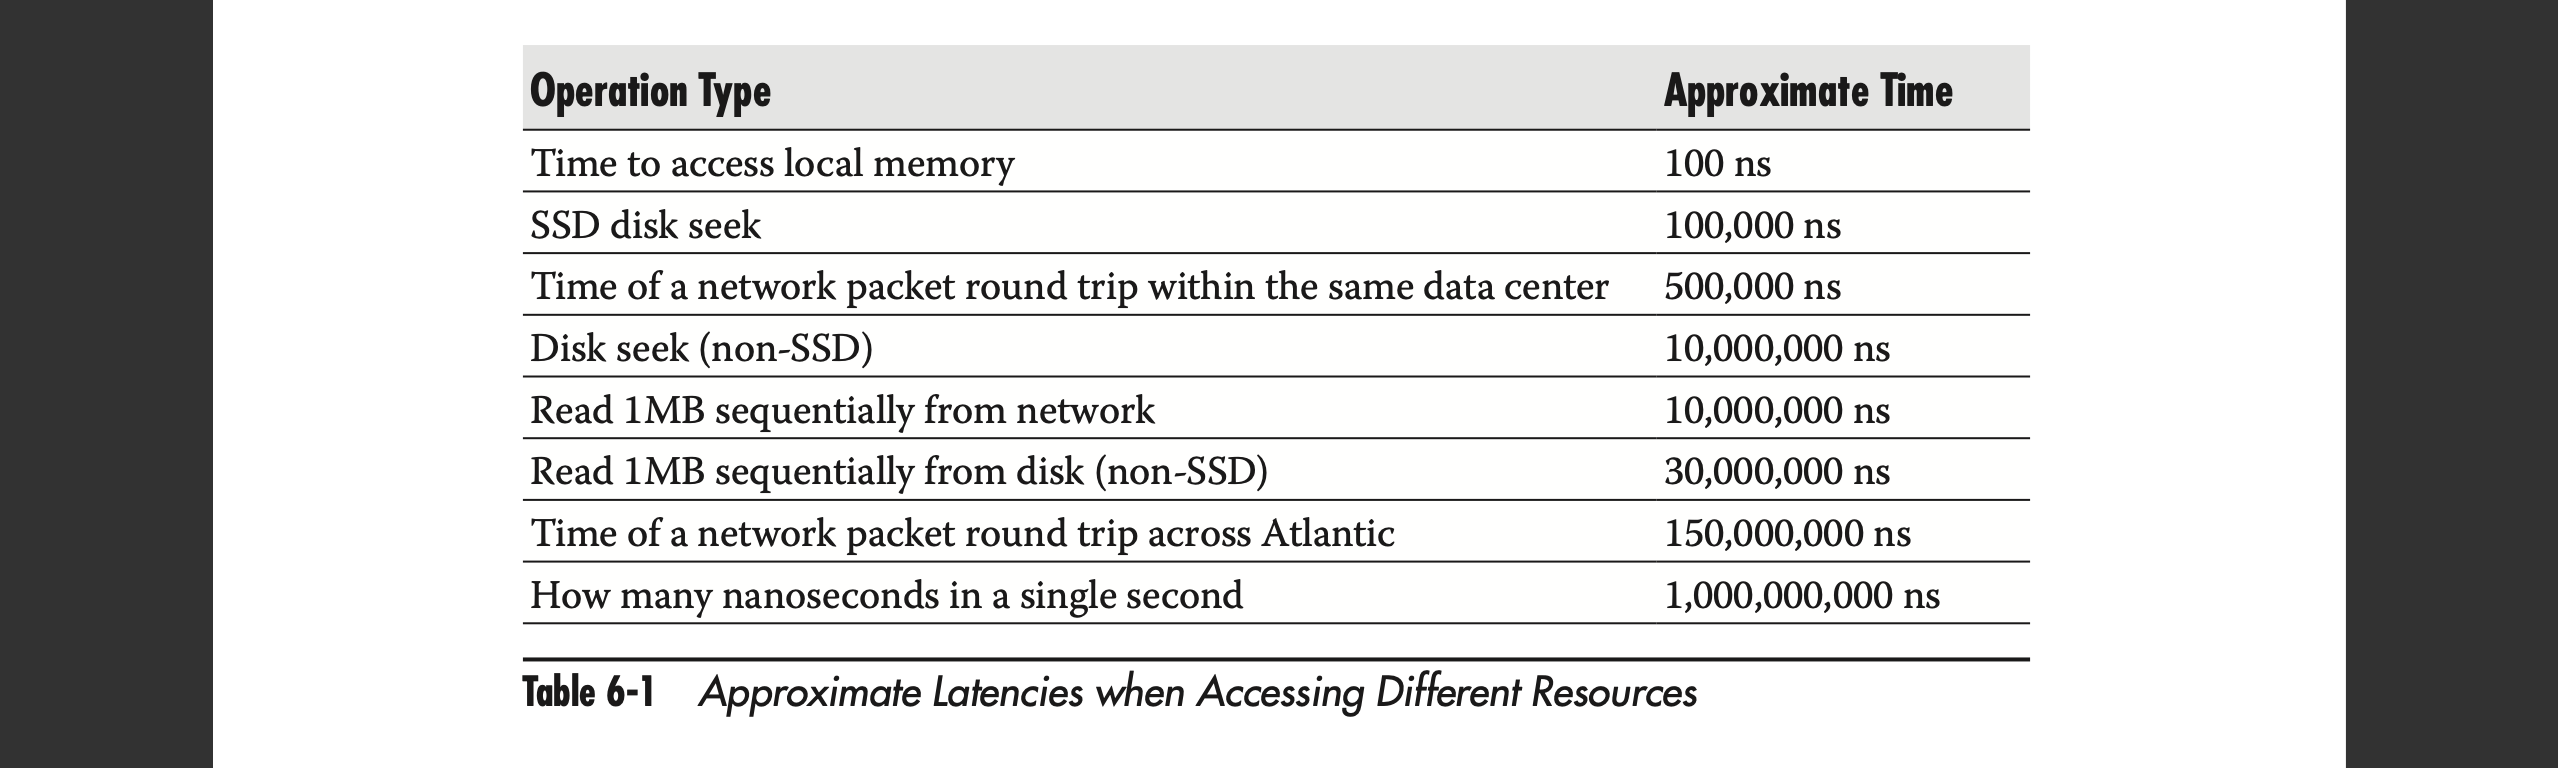 Operation Type Approximate Time
Time to access local memory 100 ns
SSD disk seek 100,000 ns
Time of a network packet round trip within the same data center 500,000 ns
Disk seek (non-SSD) 10,000,000 ns
Read 1MB sequentially from network 10,000,000 ns
Read 1MB sequentially from disk (non-SSD) 30,000,000 ns
Time of a network packet round trip across Atlantic 150,000,000 ns
How many nanoseconds in a single second 1,000,000,000 ns
Table 6-1 Approximate Latencies when Accessing Different Resources